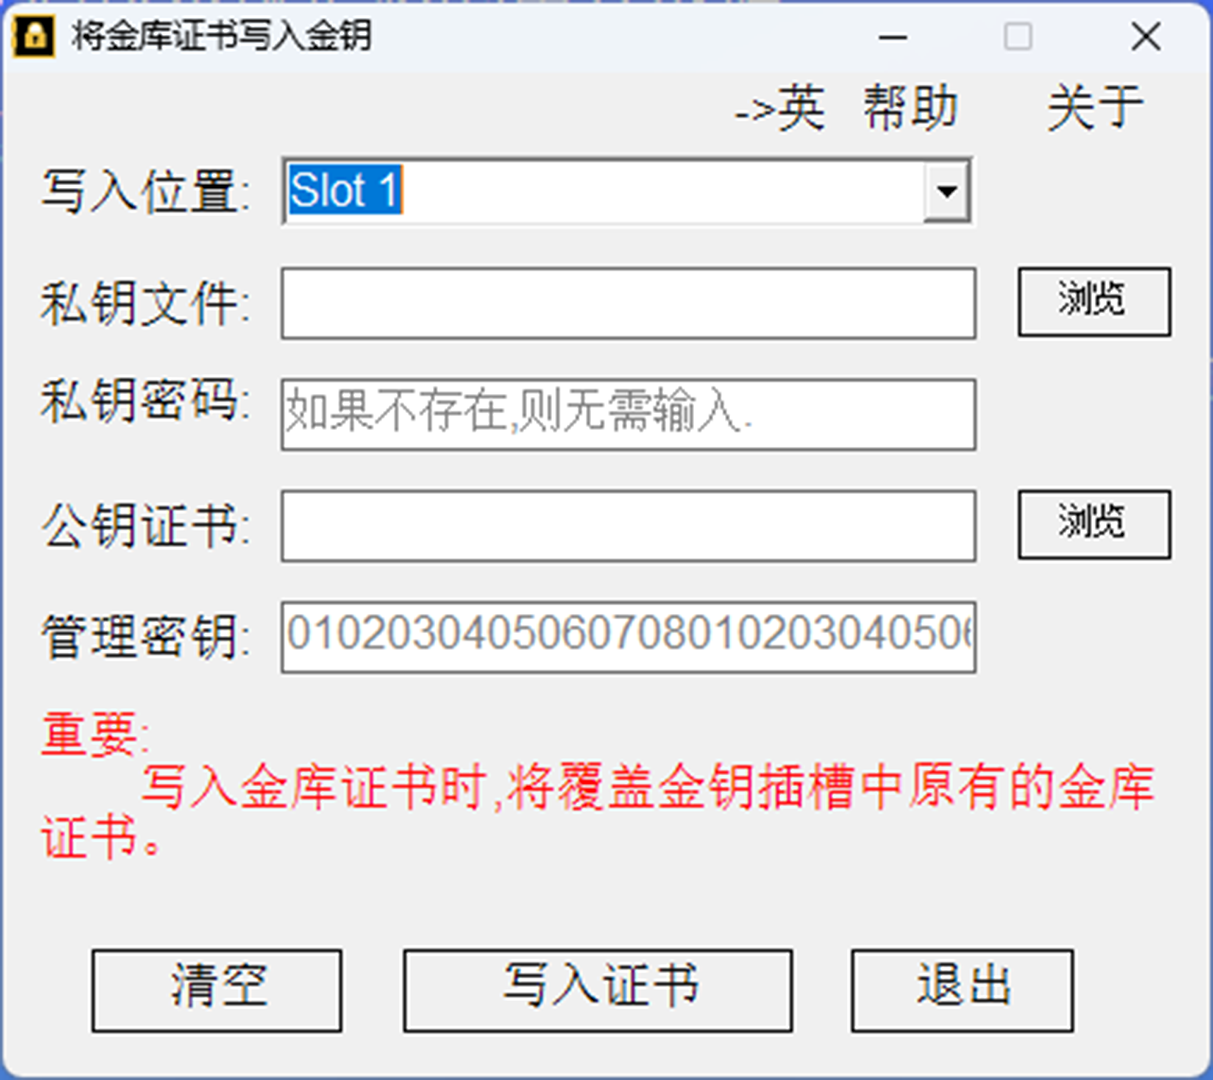 将金库证书写入金钥
->英 帮助 关于
写入位置: Slot 1
私钥文件: 浏览
私钥密码: 如果不存在,则无需输入.
公钥证书: 浏览
管理密钥: 0102030405060708010203040506
重要:
写入金库证书时,将覆盖金钥插槽中原有的金库
证书。
清空 写入证书 退出